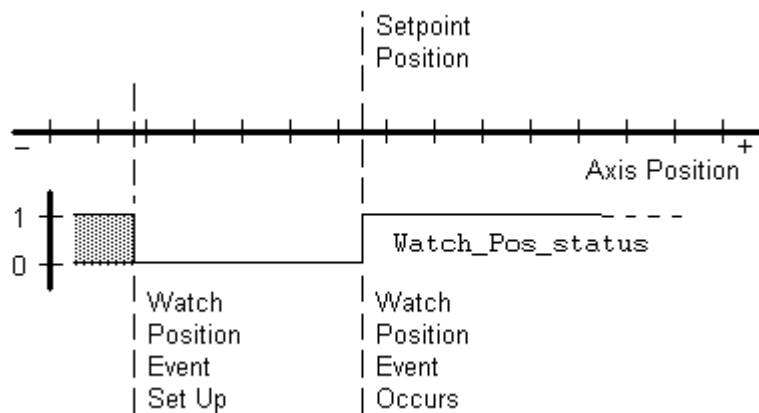 Setpoint
Position
−
+
Axis Position
1
0
Watch_Pos_status
Watch
Position
Event
Set Up
Watch
Position
Event
Occurs